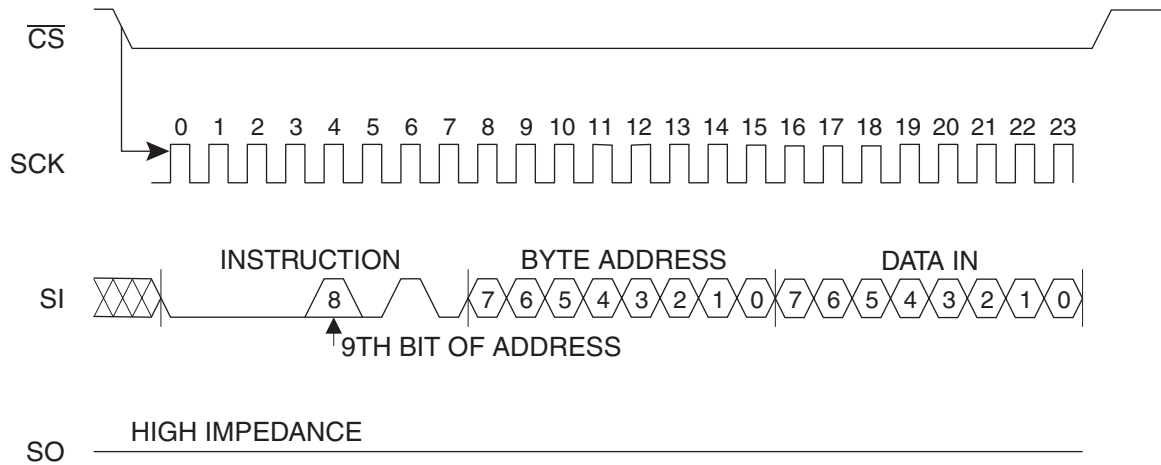 CS
0 1 2 3 4 5 6 7 8 9 10 11 12 13 14 15 16 17 18 19 20 21 22 23
SCK
INSTRUCTION BYTE ADDRESS DATA IN
SI 8 7 6 5 4 3 2 1 0 7 6 5 4 3 2 1 0
9TH BIT OF ADDRESS
HIGH IMPEDANCE
SO